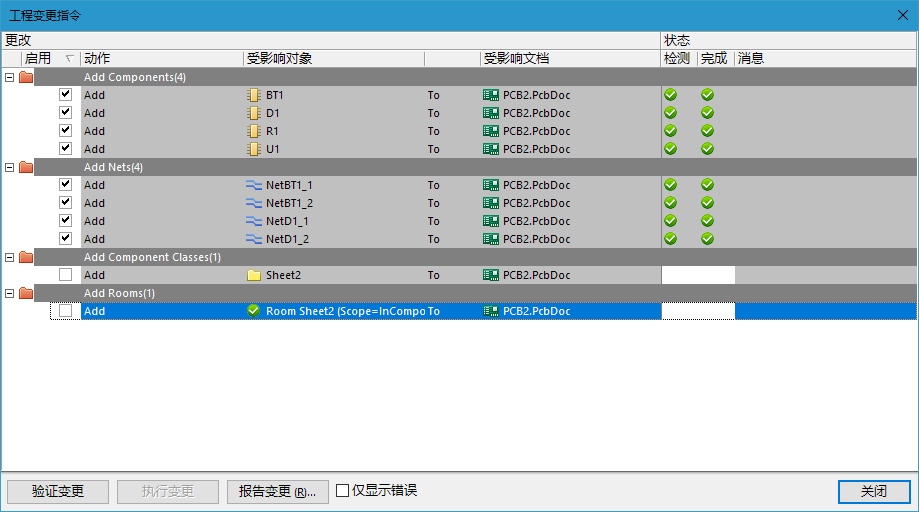 工程变更指令
更改 状态
启用 动作 受影响对象 受影响文档 检测 完成 消息
Add Components(4)
Add BT1 To PCB2.PcbDoc
Add D1 To PCB2.PcbDoc
Add R1 To PCB2.PcbDoc
Add U1 To PCB2.PcbDoc
Add Nets(4)
Add NetBT1_1 To PCB2.PcbDoc
Add NetBT1_2 To PCB2.PcbDoc
Add NetD1_1 To PCB2.PcbDoc
Add NetD1_2 To PCB2.PcbDoc
Add Component Classes(1)
Add Sheet2 To PCB2.PcbDoc
Add Rooms(1)
Add Room Sheet2 (Scope=InCompo To PCB2.PcbDoc
验证变更 执行变更 报告变更 (R)... 仅显示错误 关闭